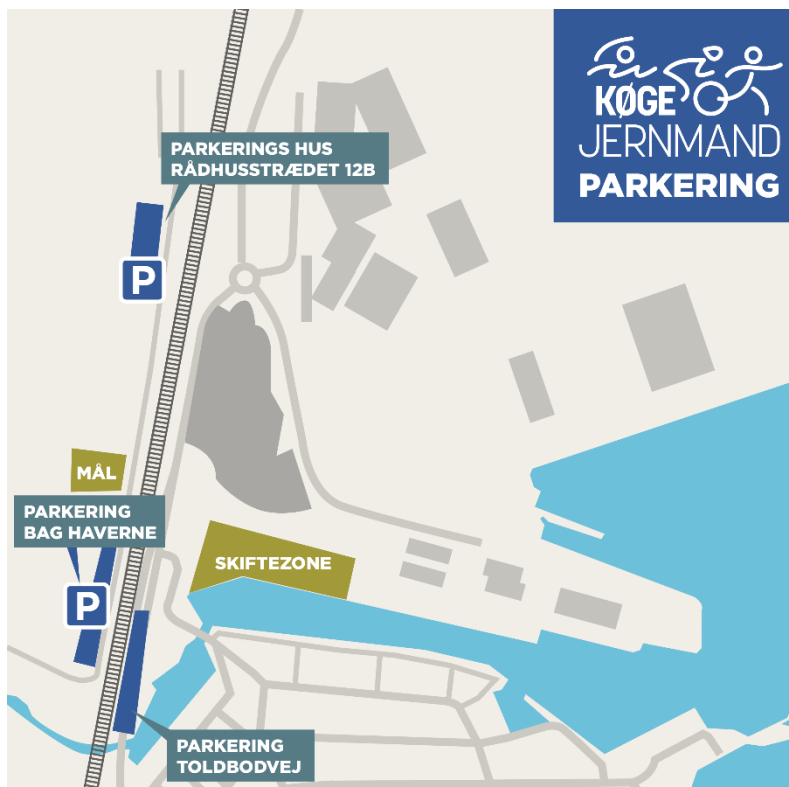 KØGE
JERNMAND
PARKERING
PARKERINGS HUS
RÅDHUSSTRÆDET 12B
P
MÅL
PARKERING
BAG HAVERNE
SKIFTEZONE
P
PARKERING
TOLDBODVEJ